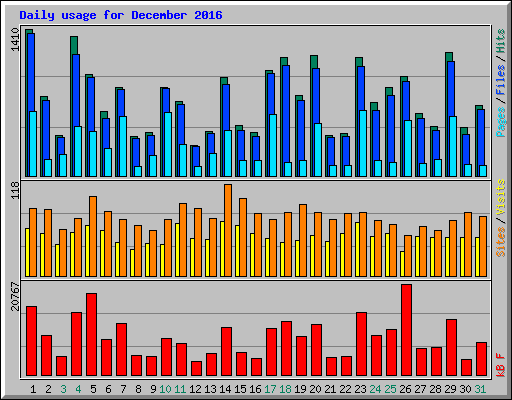 Daily usage for December 2016
1410
Pages/Files/Hits
118
Sites/Visits
20767
kB F
1 2 3 4 5 6 7 8 9 10 11 12 13 14 15 16 17 18 19 20 21 22 23 24 25 26 27 28 29 30 31